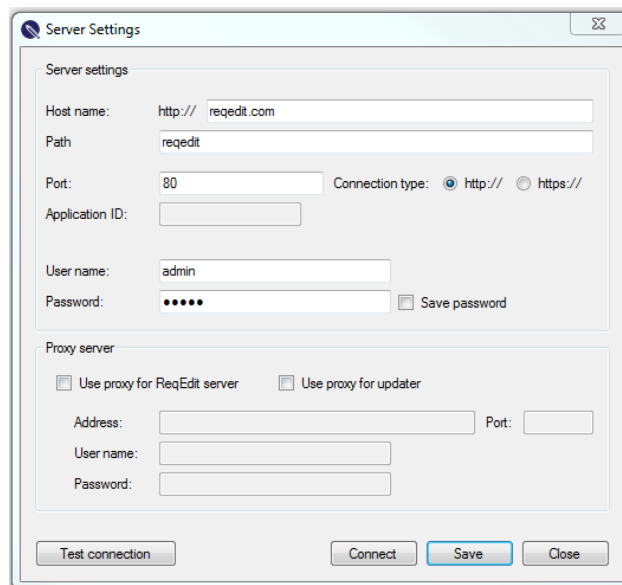 Server Settings
Server settings
Host name: http:// reqedit.com
Path reqedit
Port: 80 Connection type: http:// https://
Application ID:
User name: admin
Password: ●●●●● Save password
Proxy server
Use proxy for ReqEdit server Use proxy for updater
Address: Port:
User name:
Password:
Test connection Connect Save Close